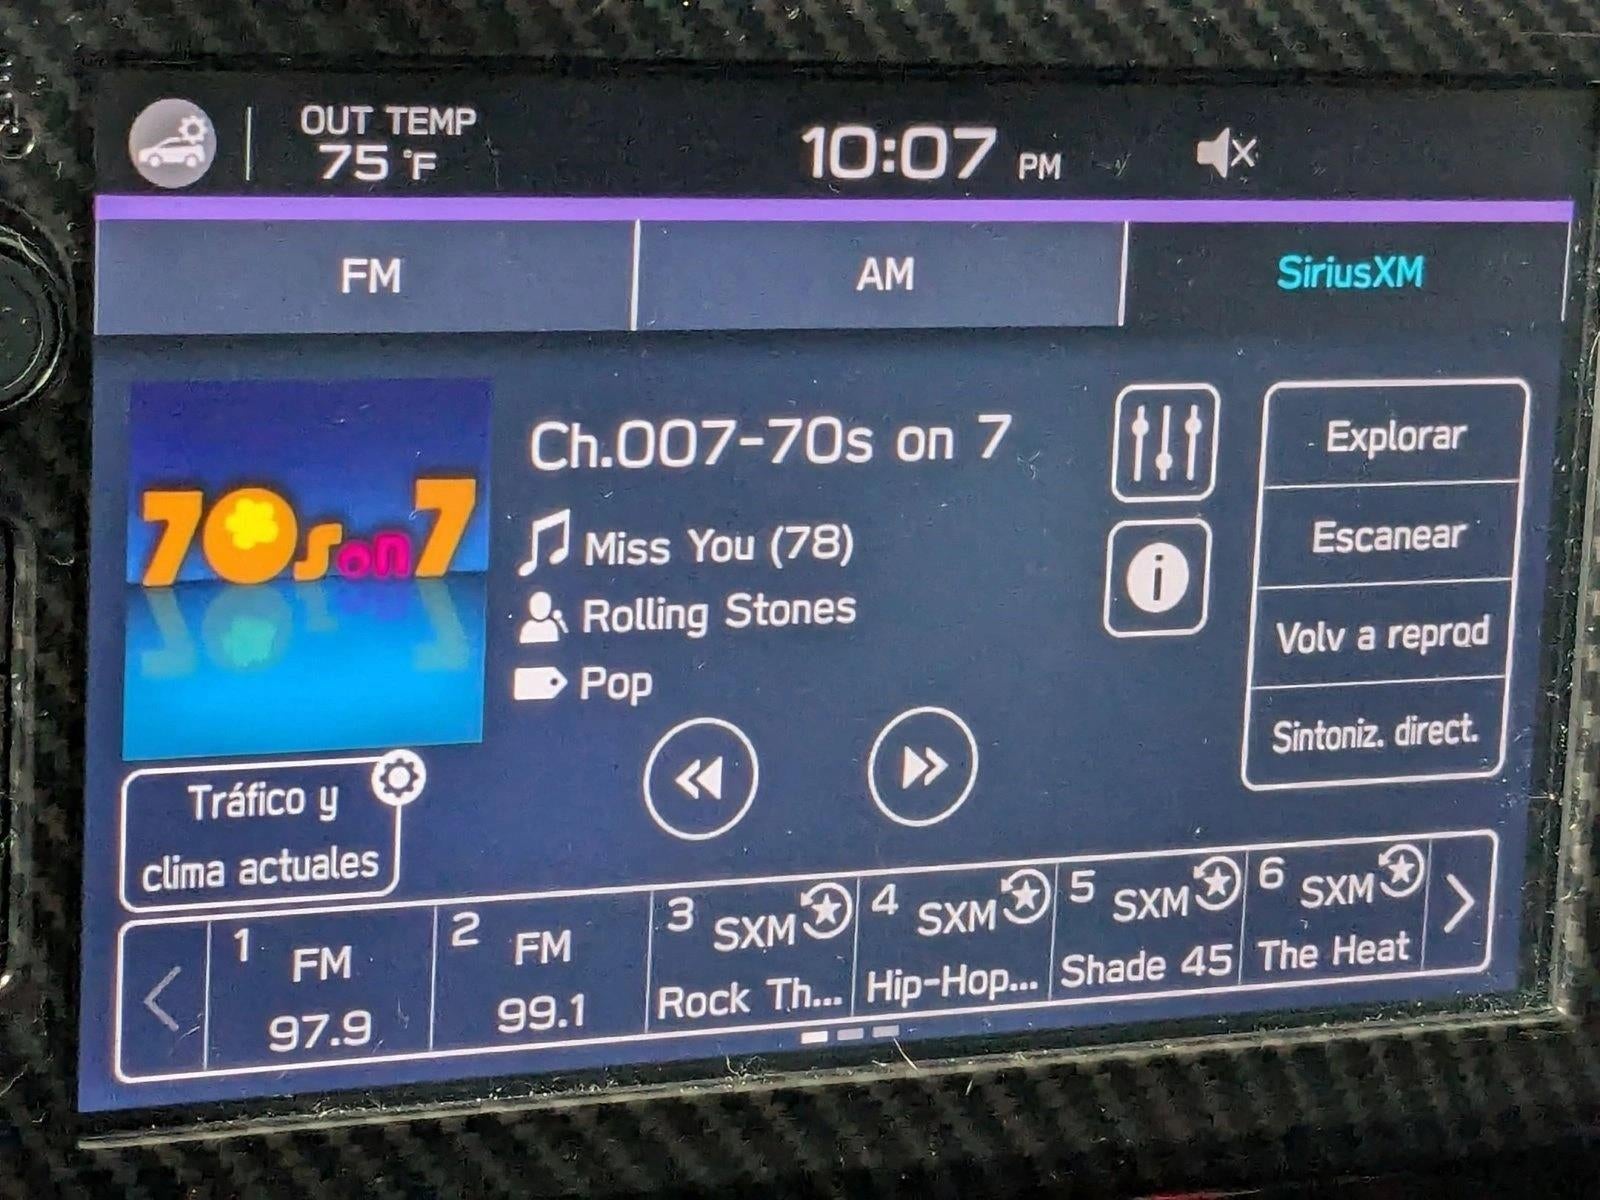 OUT TEMP
75 °F
10:07 PM
FM
AM
SiriusXM
70s on 7
Ch.007-70s on 7
Miss You (78)
Rolling Stones
Pop
Explorar
Escanear
Volv a reprod
Sintoniz. direct.
Tráfico y
clima actuales
1 FM
97.9
2 FM
99.1
3 SXM
Rock Th...
4 SXM
Hip-Hop...
5 SXM
Shade 45
6 SXM
The Heat